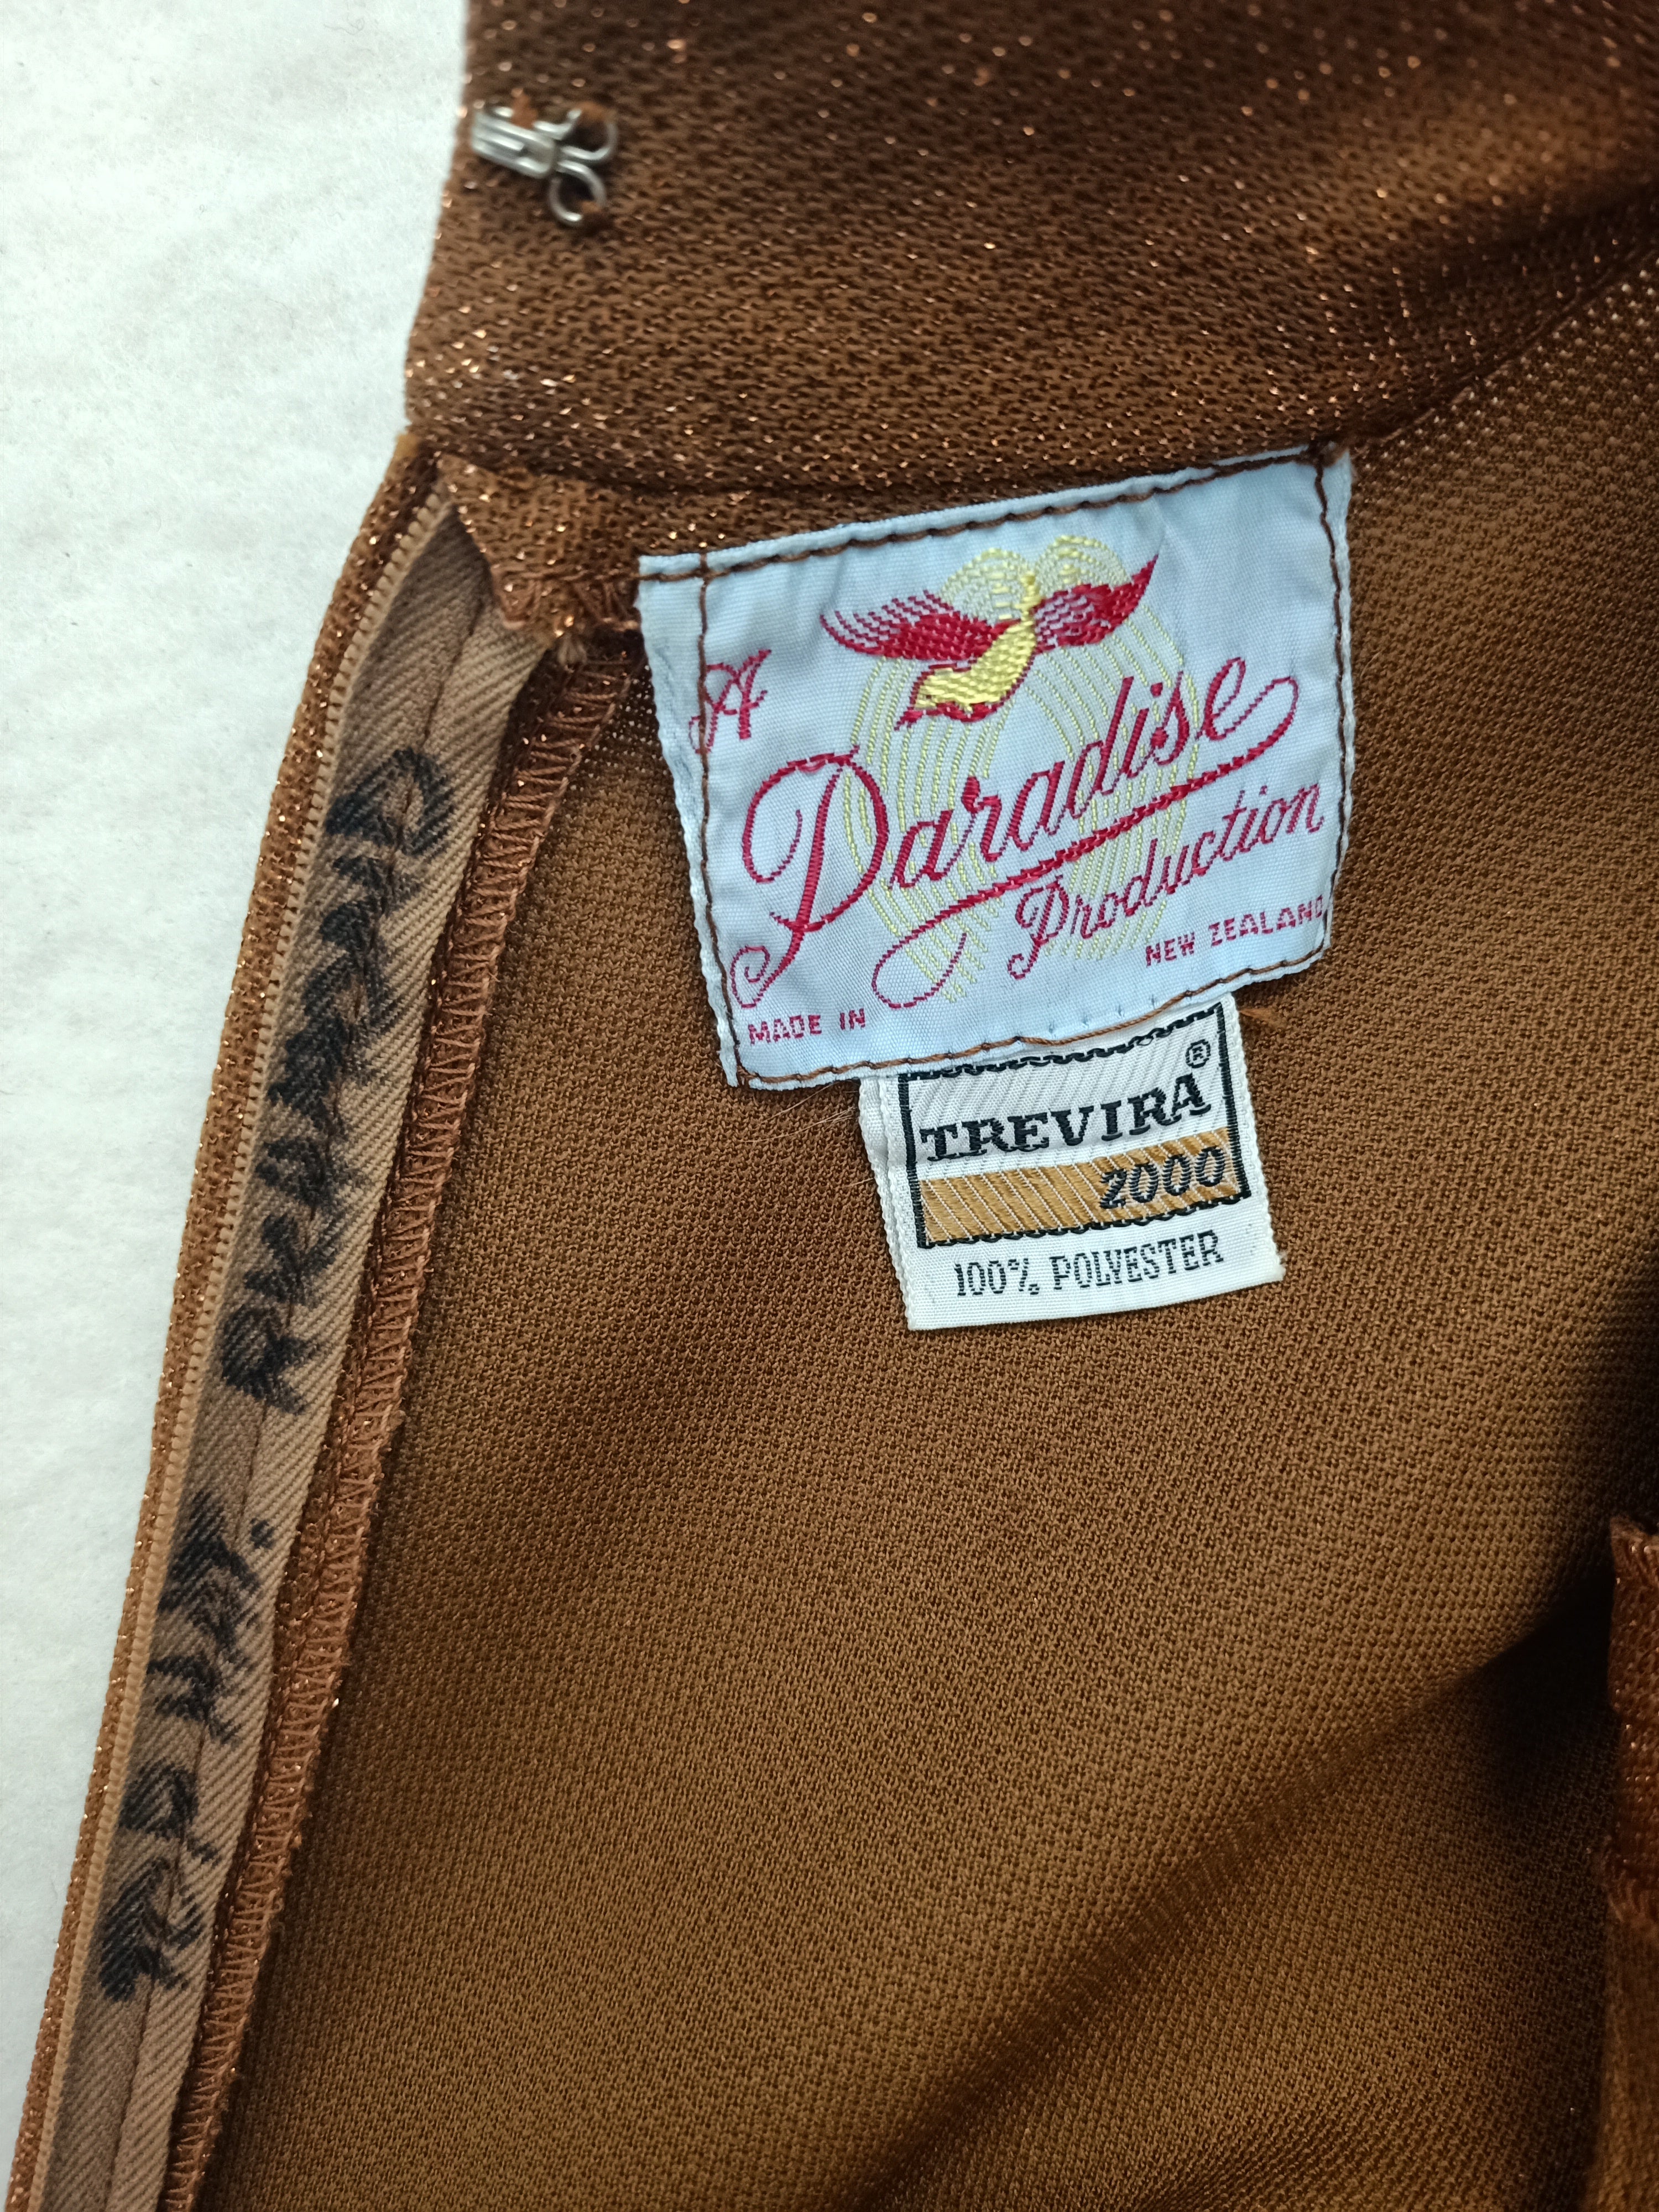 A
Paradise
Production
MADE IN NEW ZEALAND
TREVIRA®
2000
100% POLYESTER